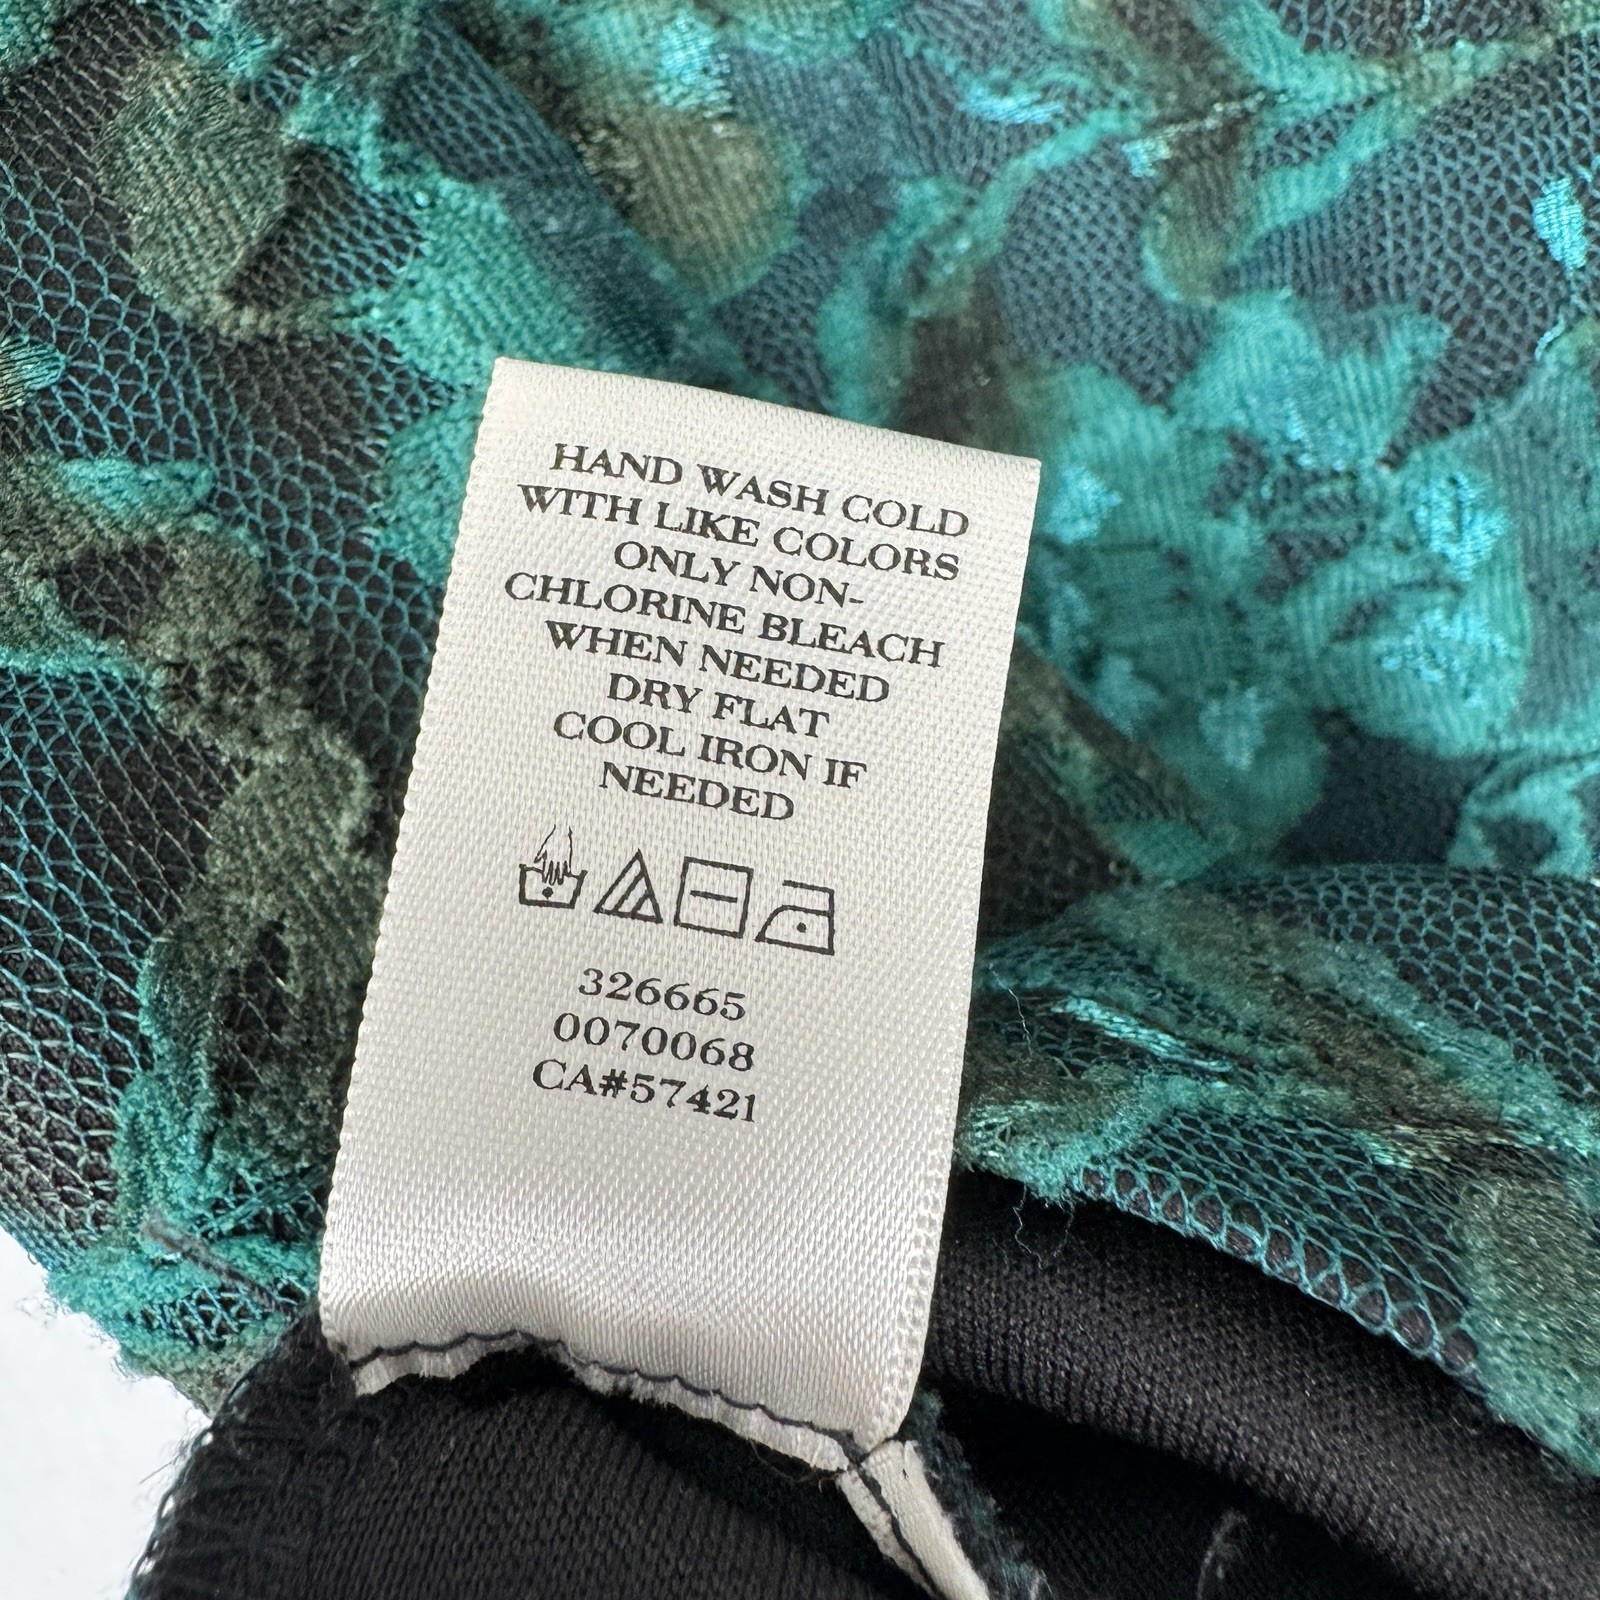 HAND WASH COLD
WITH LIKE COLORS
ONLY NON-
CHLORINE BLEACH
WHEN NEEDED
DRY FLAT
COOL IRON IF
NEEDED
326665
0070068
CA#57421